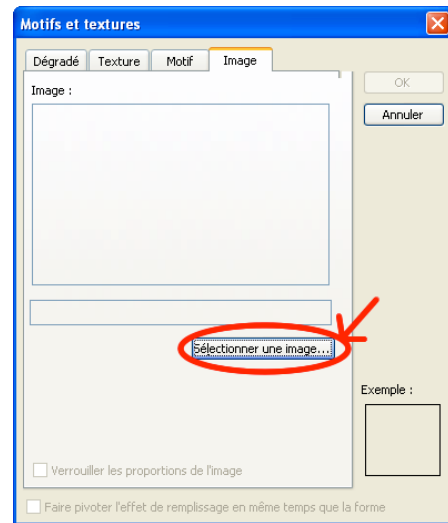 Motifs et textures
Dégradé Texture Motif Image
OK
Image :
Annuler
Sélectionner une image...
Exemple :
Verrouiller les proportions de l'image
Faire pivoter l'effet de remplissage en même temps que la forme